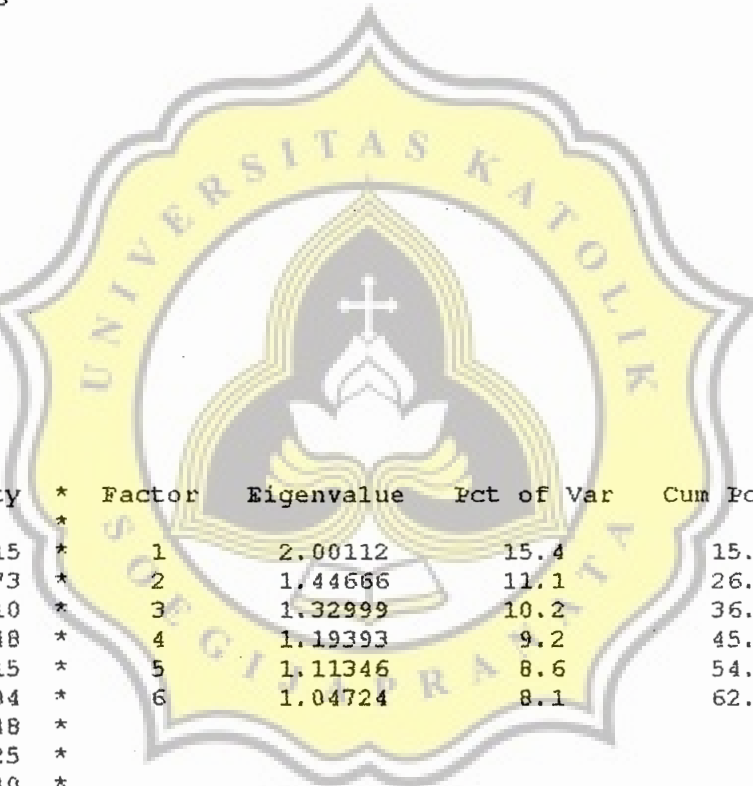 UNIVERSITAS KATOLIK
SOEGIJAPRANATA
* Factor Eigenvalue Pct of Var Cum
*
15 * 1 2.00112 15.4 15.
73 * 2 1.44666 11.1 26.
10 * 3 1.32999 10.2 36.
48 * 4 1.19393 9.2 45.
15 * 5 1.11346 8.6 54.
04 * 6 1.04724 8.1 62.
48 *
25 *
*